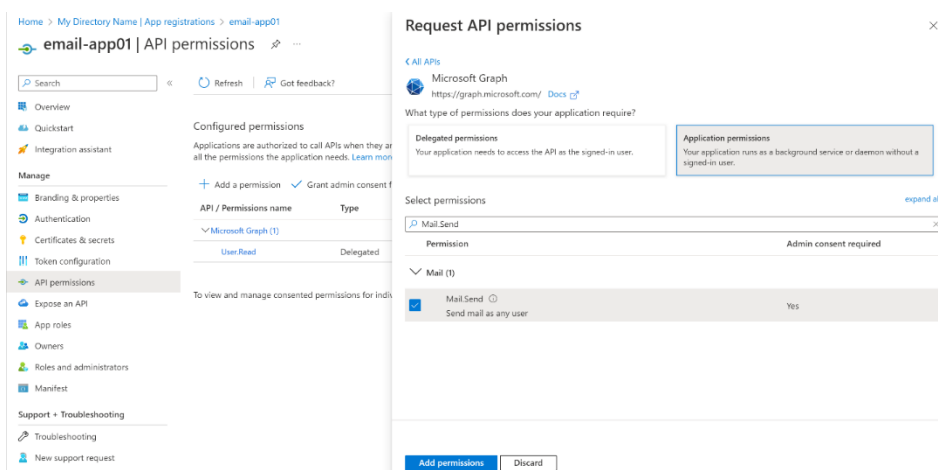 Home > My Directory Name | App registrations > email-app01
email-app01 | API permissions
Search
Overview
Quickstart
Integration assistant
Manage
Branding & properties
Authentication
Certificates & secrets
Token configuration
API permissions
Expose an API
App roles
Owners
Roles and administrators
Manifest
Support + Troubleshooting
Troubleshooting
New support request
Refresh | Got feedback?
Configured permissions
Applications are authorized to call APIs when they ar
all the permissions the application needs. Learn mor
Add a permission Grant admin consent f
API / Permissions name Type
Microsoft Graph (1)
User.Read Delegated
To view and manage consented permissions for indiv
Request API permissions
All APIs
Microsoft Graph
https://graph.microsoft.com/ Docs
What type of permissions does your application require?
Delegated permissions
Your application needs to access the API as the signed-in user.
Application permissions
Your application runs as a background service or daemon without a
signed-in user.
Select permissions expand al
Mail.Send
Permission Admin consent required
Mail (1)
Mail.Send Yes
Send mail as any user
Add permissions Discard